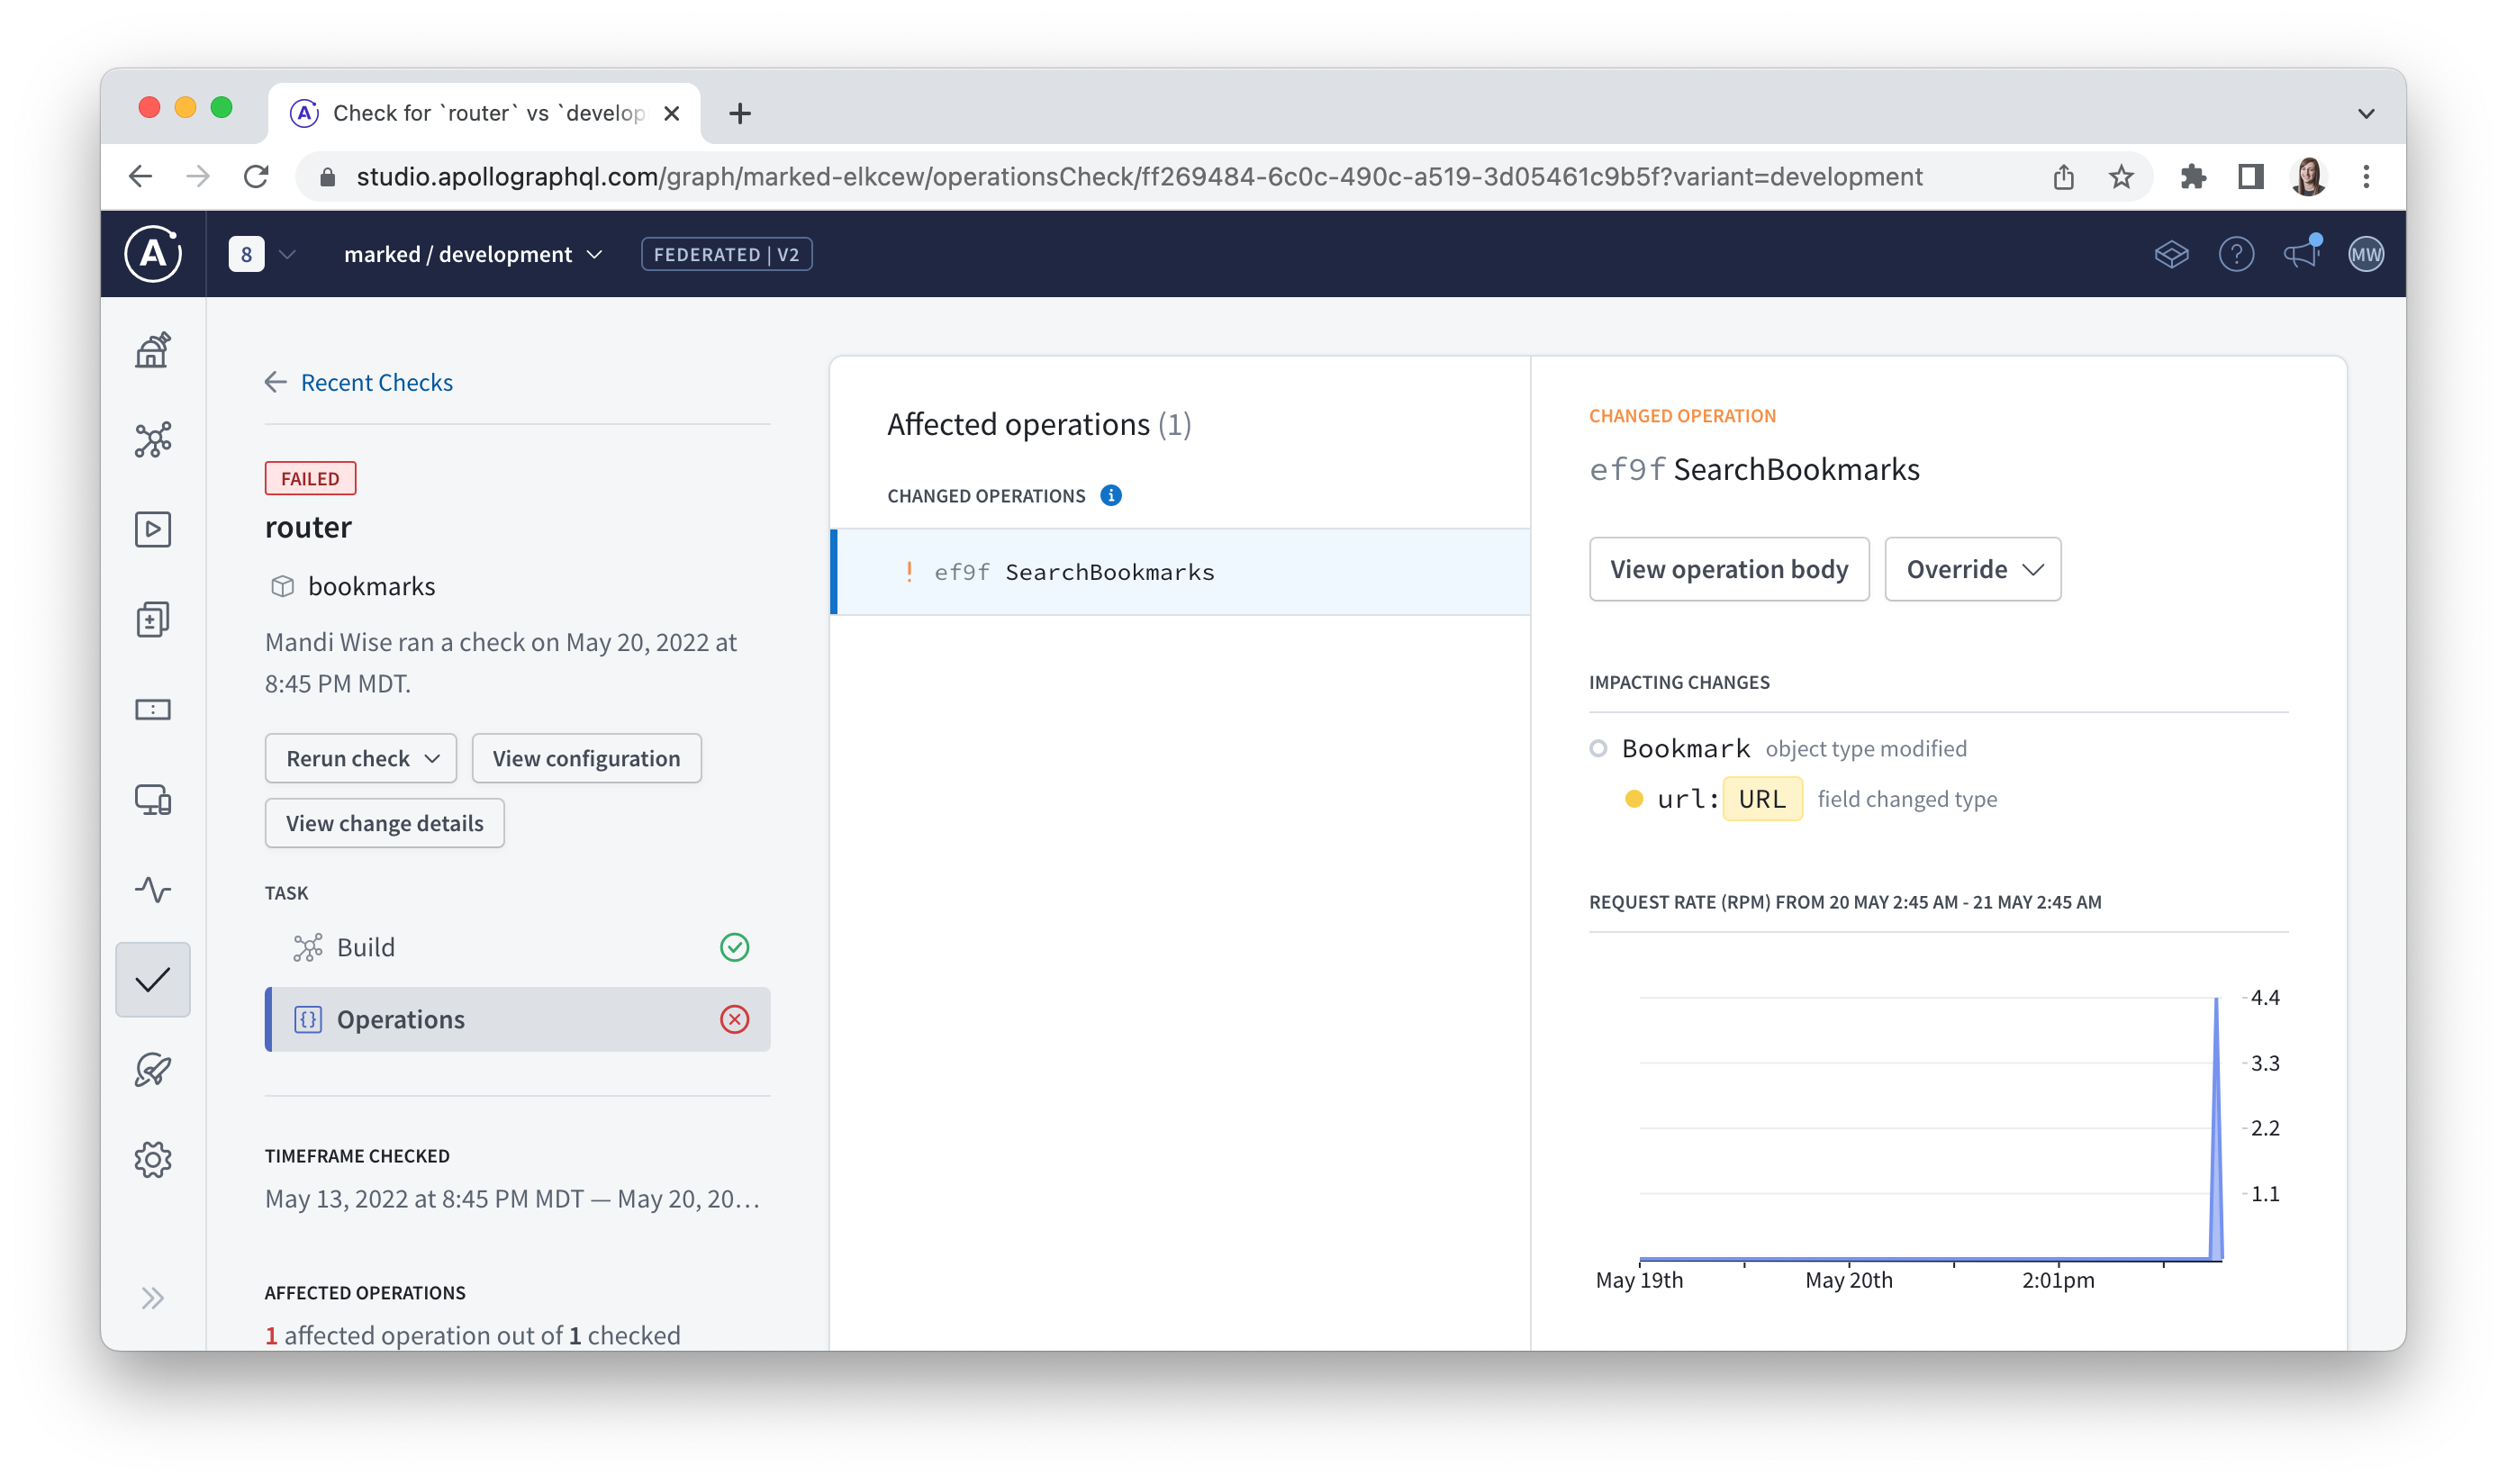 Check for `router` vs `develop
studio.apollographql.com/graph/marked-elkcew/operationsCheck/ff269484-6c0c-490c-a519-3d05461c9b5f?variant=development
A
8
marked / development
FEDERATED | V2
?
MW
Recent Checks
FAILED
router
bookmarks
Mandi Wise ran a check on May 20, 2022 at
8:45 PM MDT.
Rerun check
View configuration
View change details
TASK
Build
{} Operations
TIMEFRAME CHECKED
May 13, 2022 at 8:45 PM MDT — May 20, 20…
AFFECTED OPERATIONS
1 affected operation out of 1 checked
Affected operations (1)
CHANGED OPERATIONS
! ef9f SearchBookmarks
CHANGED OPERATION
ef9f SearchBookmarks
View operation body
Override
IMPACTING CHANGES
Bookmark object type modified
url: URL field changed type
REQUEST RATE (RPM) FROM 20 MAY 2:45 AM - 21 MAY 2:45 AM
4.4
3.3
2.2
1.1
May 19th
May 20th
2:01pm